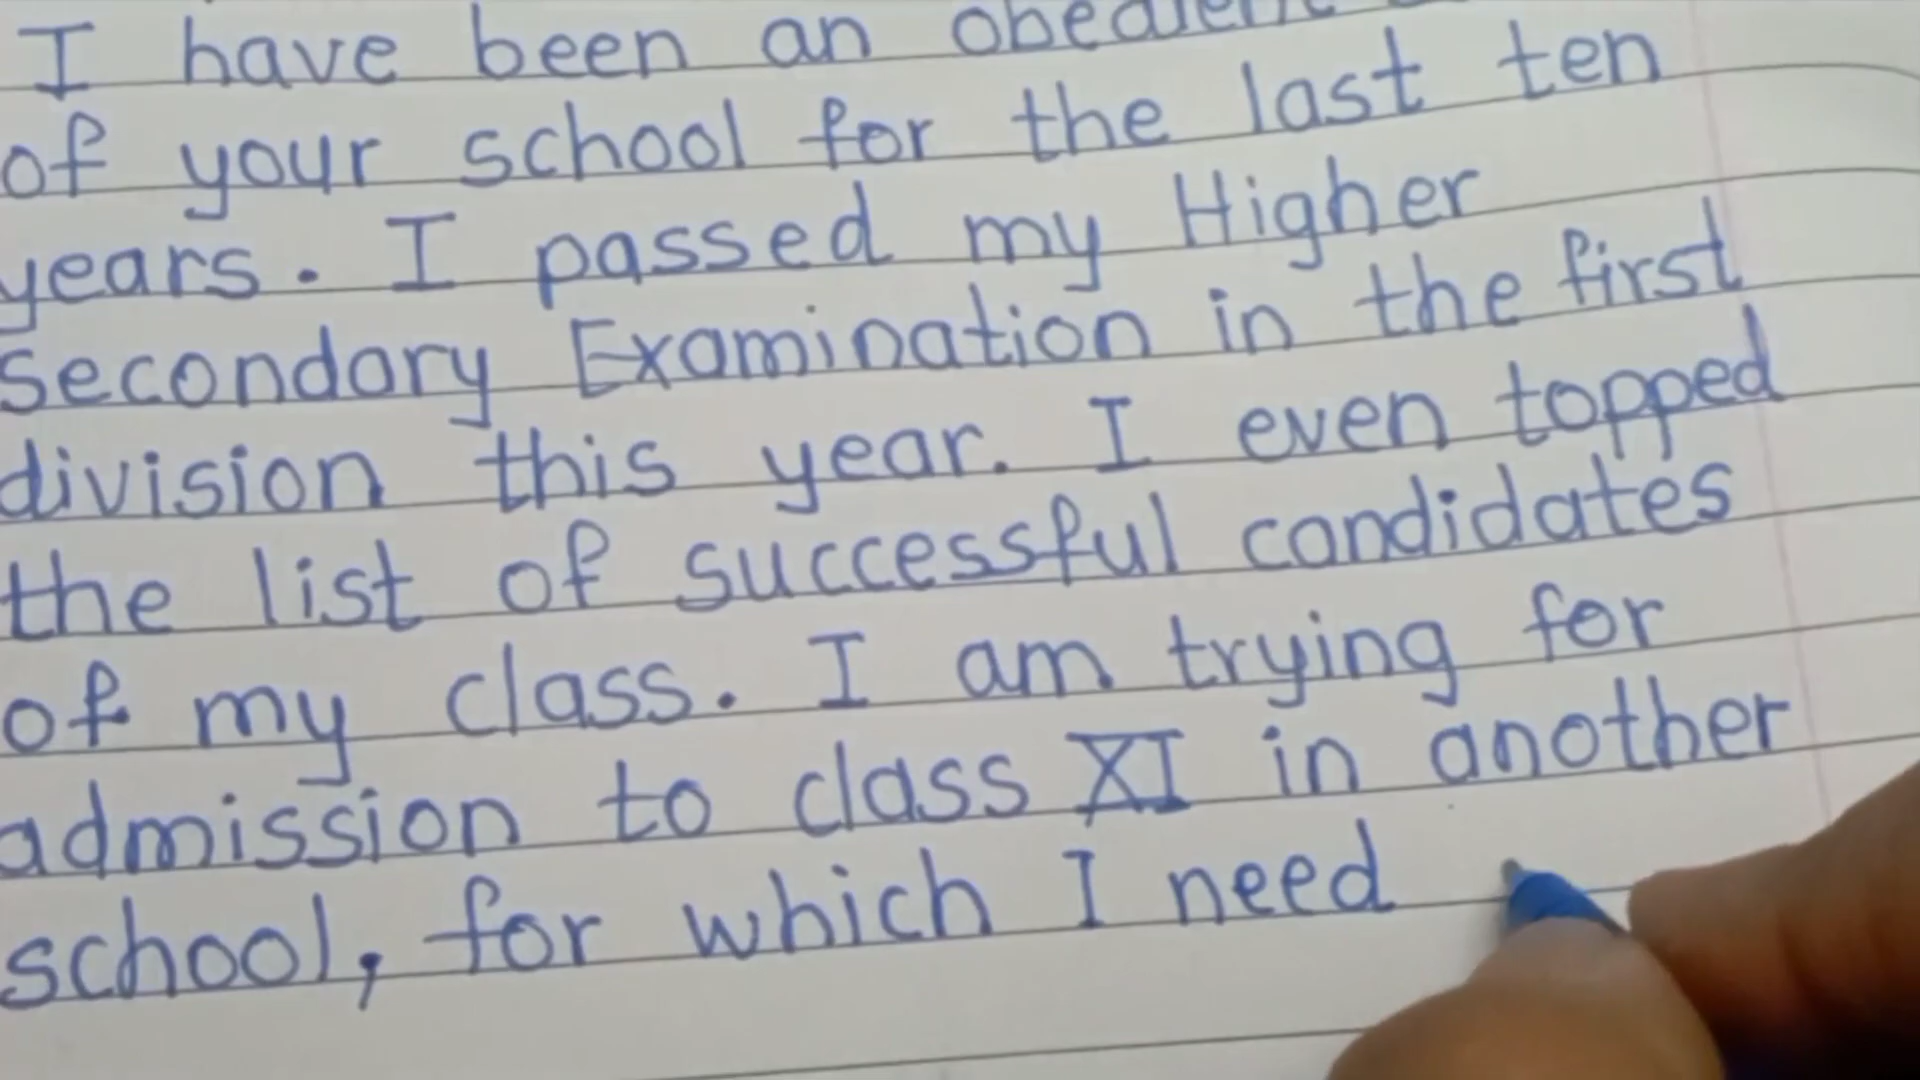 I have been an obedient
of your school for the last ten
years. I passed my Higher
Secondary Examination in the first
division this year. I even topped
the list of successful candidates
of my class. I am trying for
admission to class XI in another
school, for which I need